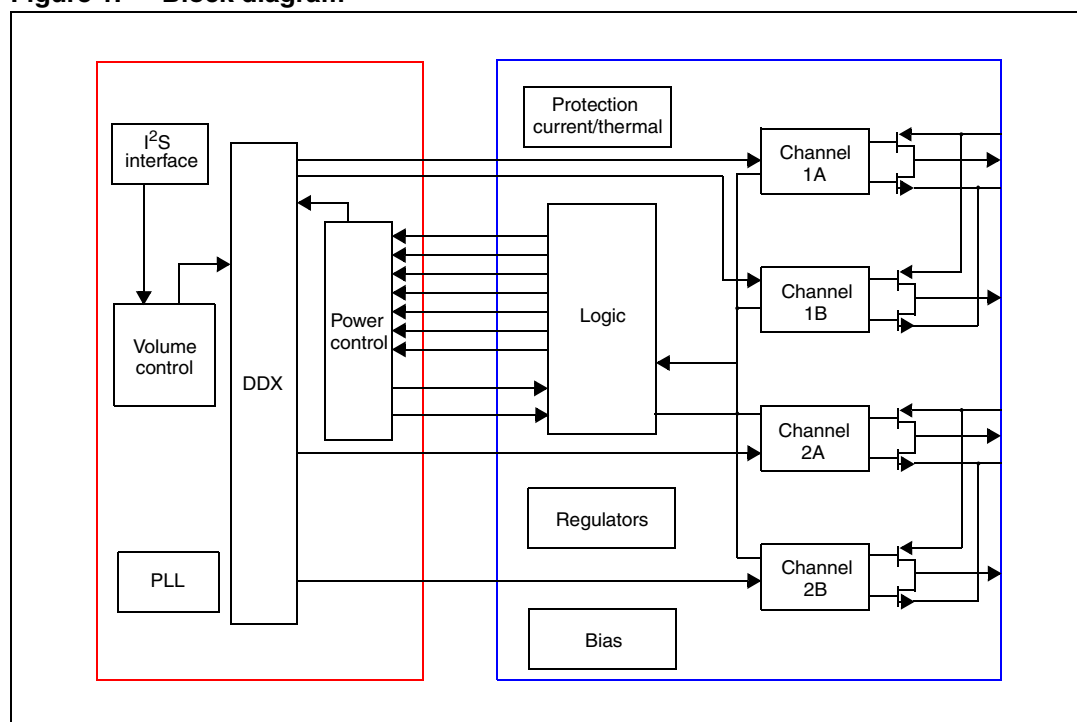 Figure 1. Block diagram
I²S
interface
Volume
control
PLL
DDX
Power
control
Protection
current/thermal
Logic
Regulators
Bias
Channel
1A
Channel
1B
Channel
2A
Channel
2B